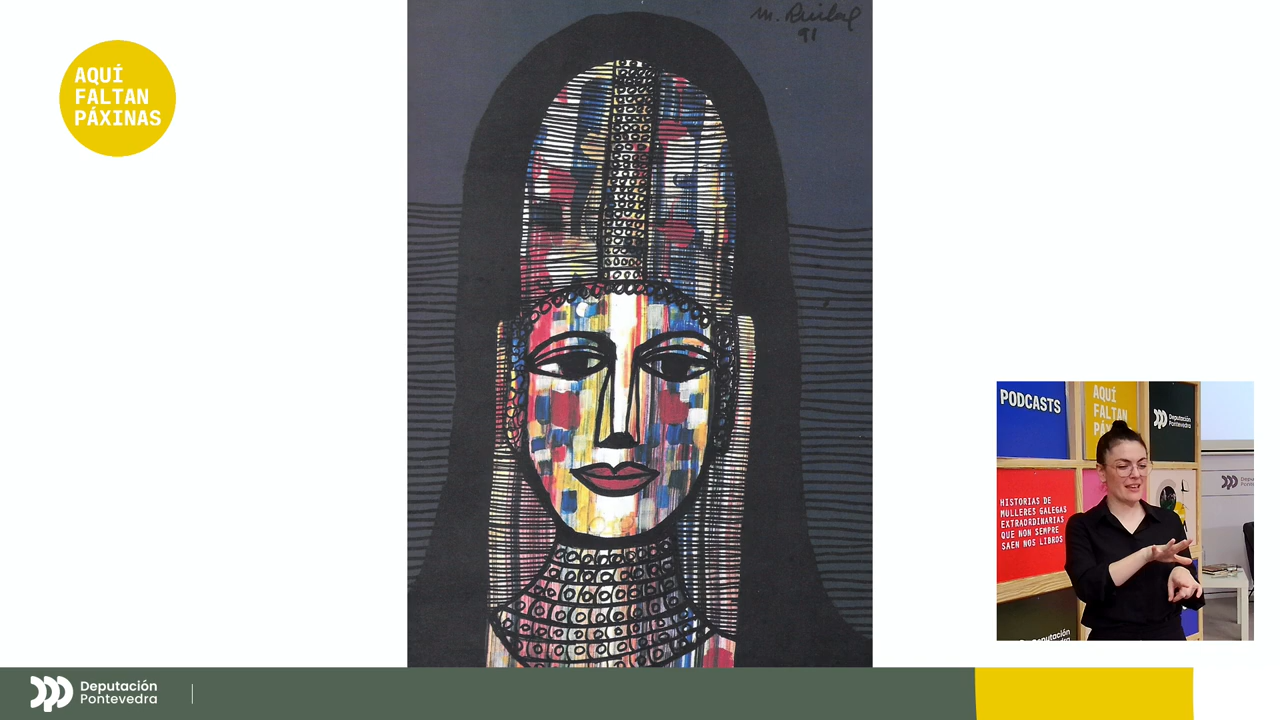 AQUÍ
FALTAN
PÁXINAS
M. Ruibal
91
PODCASTS
AQUÍ
FALTAN
Deputación
Pontevedra
HISTORIAS DE
MULLERES GALEGAS
EXTRAORDINARIAS
QUE NON SEMPRE
SAEN NOS LIBROS
Deputación
Pontevedra